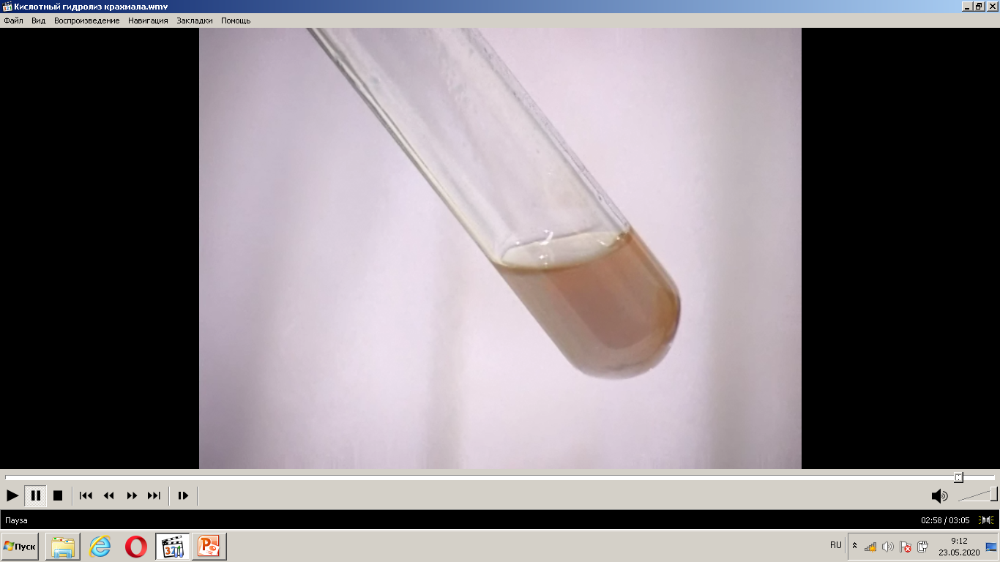 Кислотный гидролиз крахмала.wmv
Файл Вид Воспроизведение Навигация Закладки Помощь
Пауза
02:58 / 03:05
Пуск
321
P
RU
9:12
23.05.2020